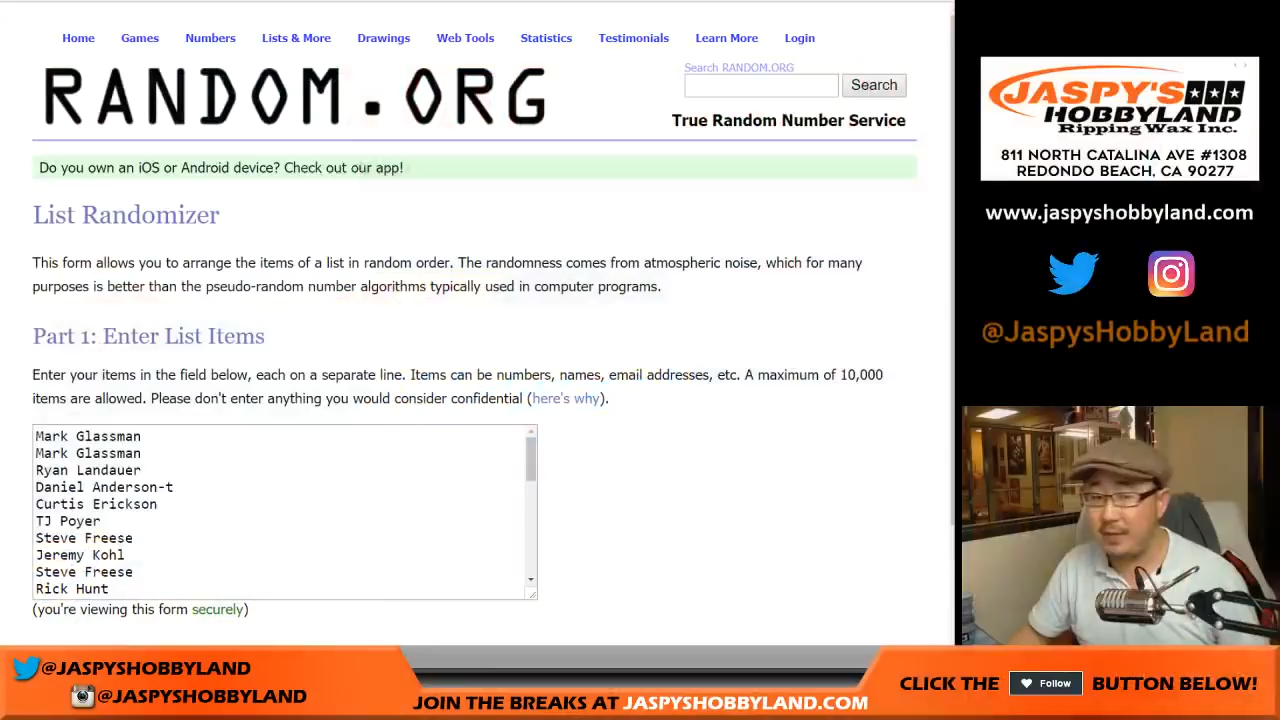 Home Games Numbers Lists & More Drawings Web Tools Statistics Testimonials Learn More Login
RANDOM.ORG
Search RANDOM.ORG
Search
True Random Number Service
Do you own an iOS or Android device? Check out our app!
List Randomizer
This form allows you to arrange the items of a list in random order. The randomness comes from atmospheric noise, which for many
purposes is better than the pseudo-random number algorithms typically used in computer programs.
Part 1: Enter List Items
Enter your items in the field below, each on a separate line. Items can be numbers, names, email addresses, etc. A maximum of 10,000
items are allowed. Please don't enter anything you would consider confidential (here's why).
Mark Glassman
Mark Glassman
Ryan Landauer
Daniel Anderson-t
Curtis Erickson
TJ Poyer
Steve Freese
Jeremy Kohl
Steve Freese
Rick Hunt
(you're viewing this form securely)
JASPY'S
HOBBYLAND
Ripping Wax Inc.
811 NORTH CATALINA AVE #1308
REDONDO BEACH, CA 90277
www.jaspyshobbyland.com
@JaspysHobbyLand
@JASPYSHOBBYLAND
@JASPYSHOBBYLAND
JOIN THE BREAKS AT JASPYSHOBBYLAND.COM
CLICK THE Follow BUTTON BELOW!